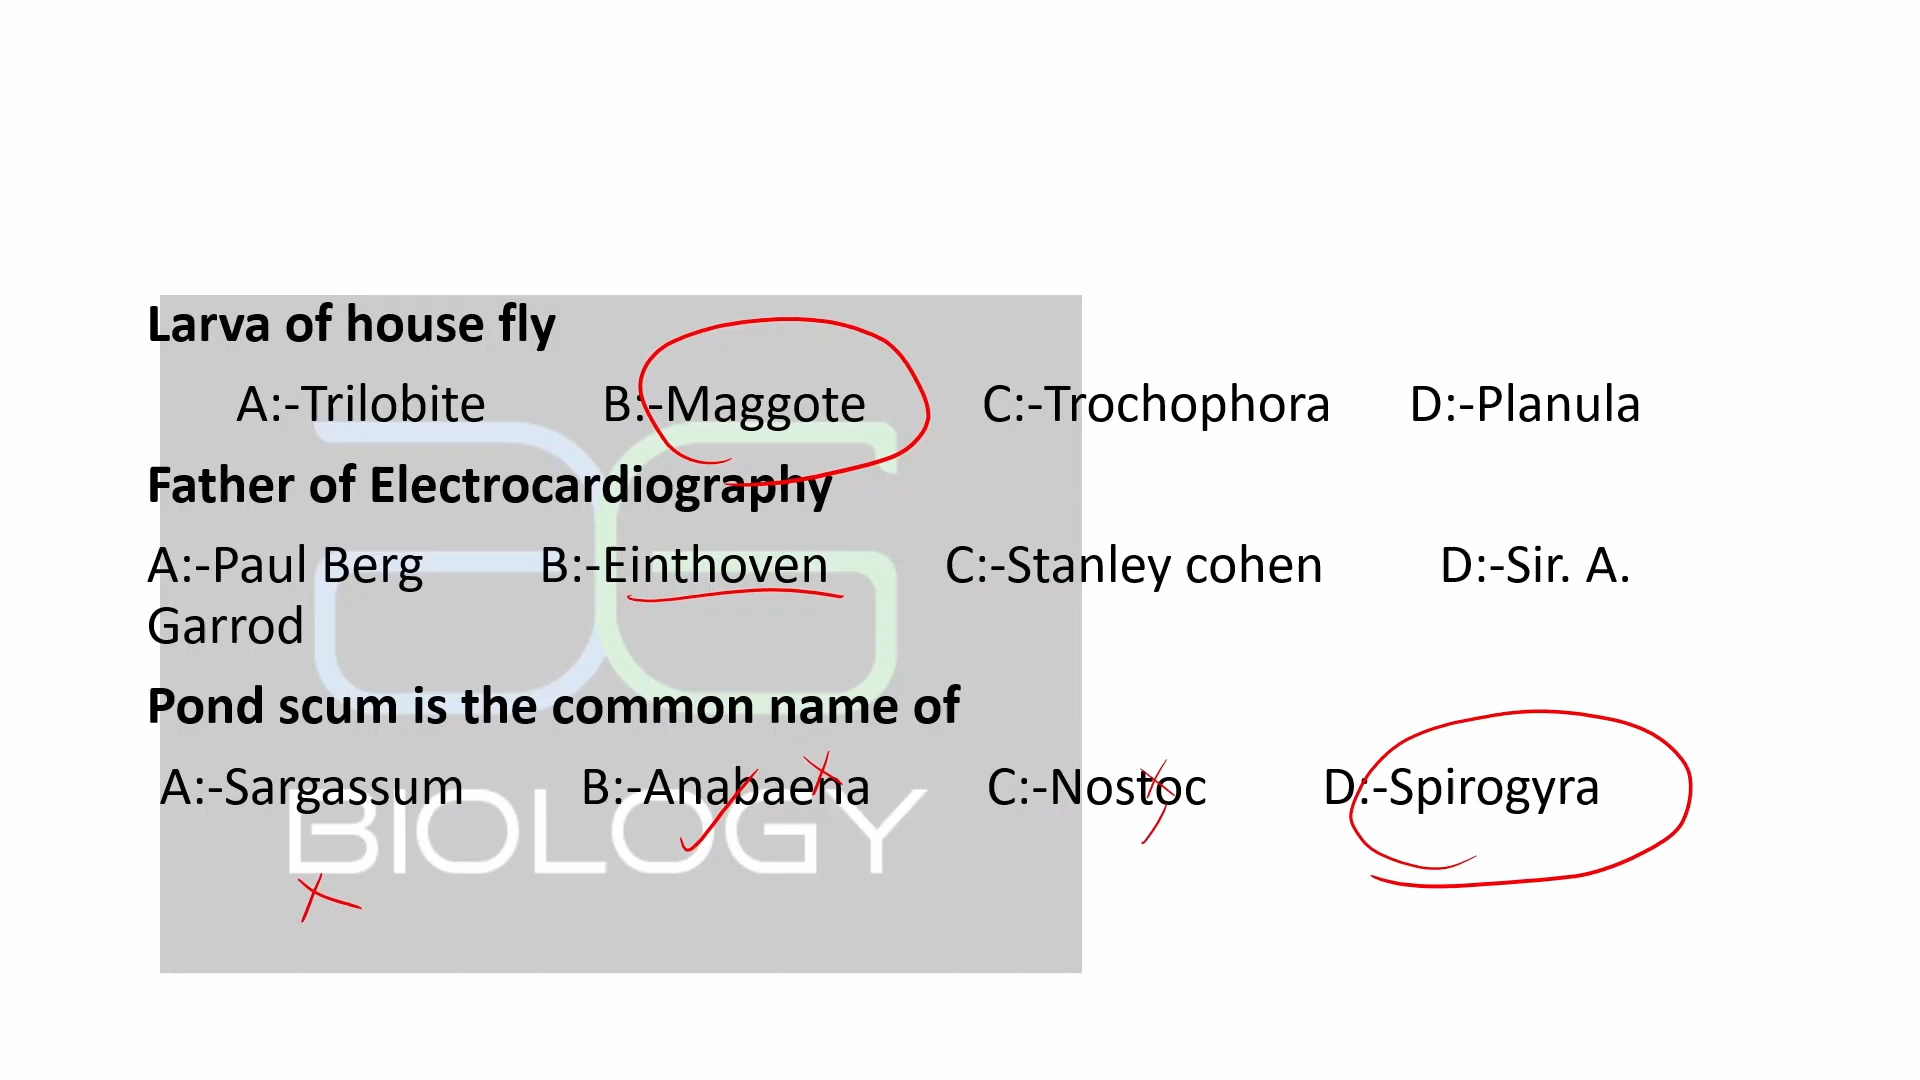 Larva of house fly
A:-Trilobite B:-Maggote C:-Trochophora D:-Planula
Father of Electrocardiography
A:-Paul Berg B:-Einthoven C:-Stanley cohen D:-Sir. A.
Garrod
Pond scum is the common name of
A:-Sargassum B:-Anabaena C:-Nostoc D:-Spirogyra
BIOLOGY